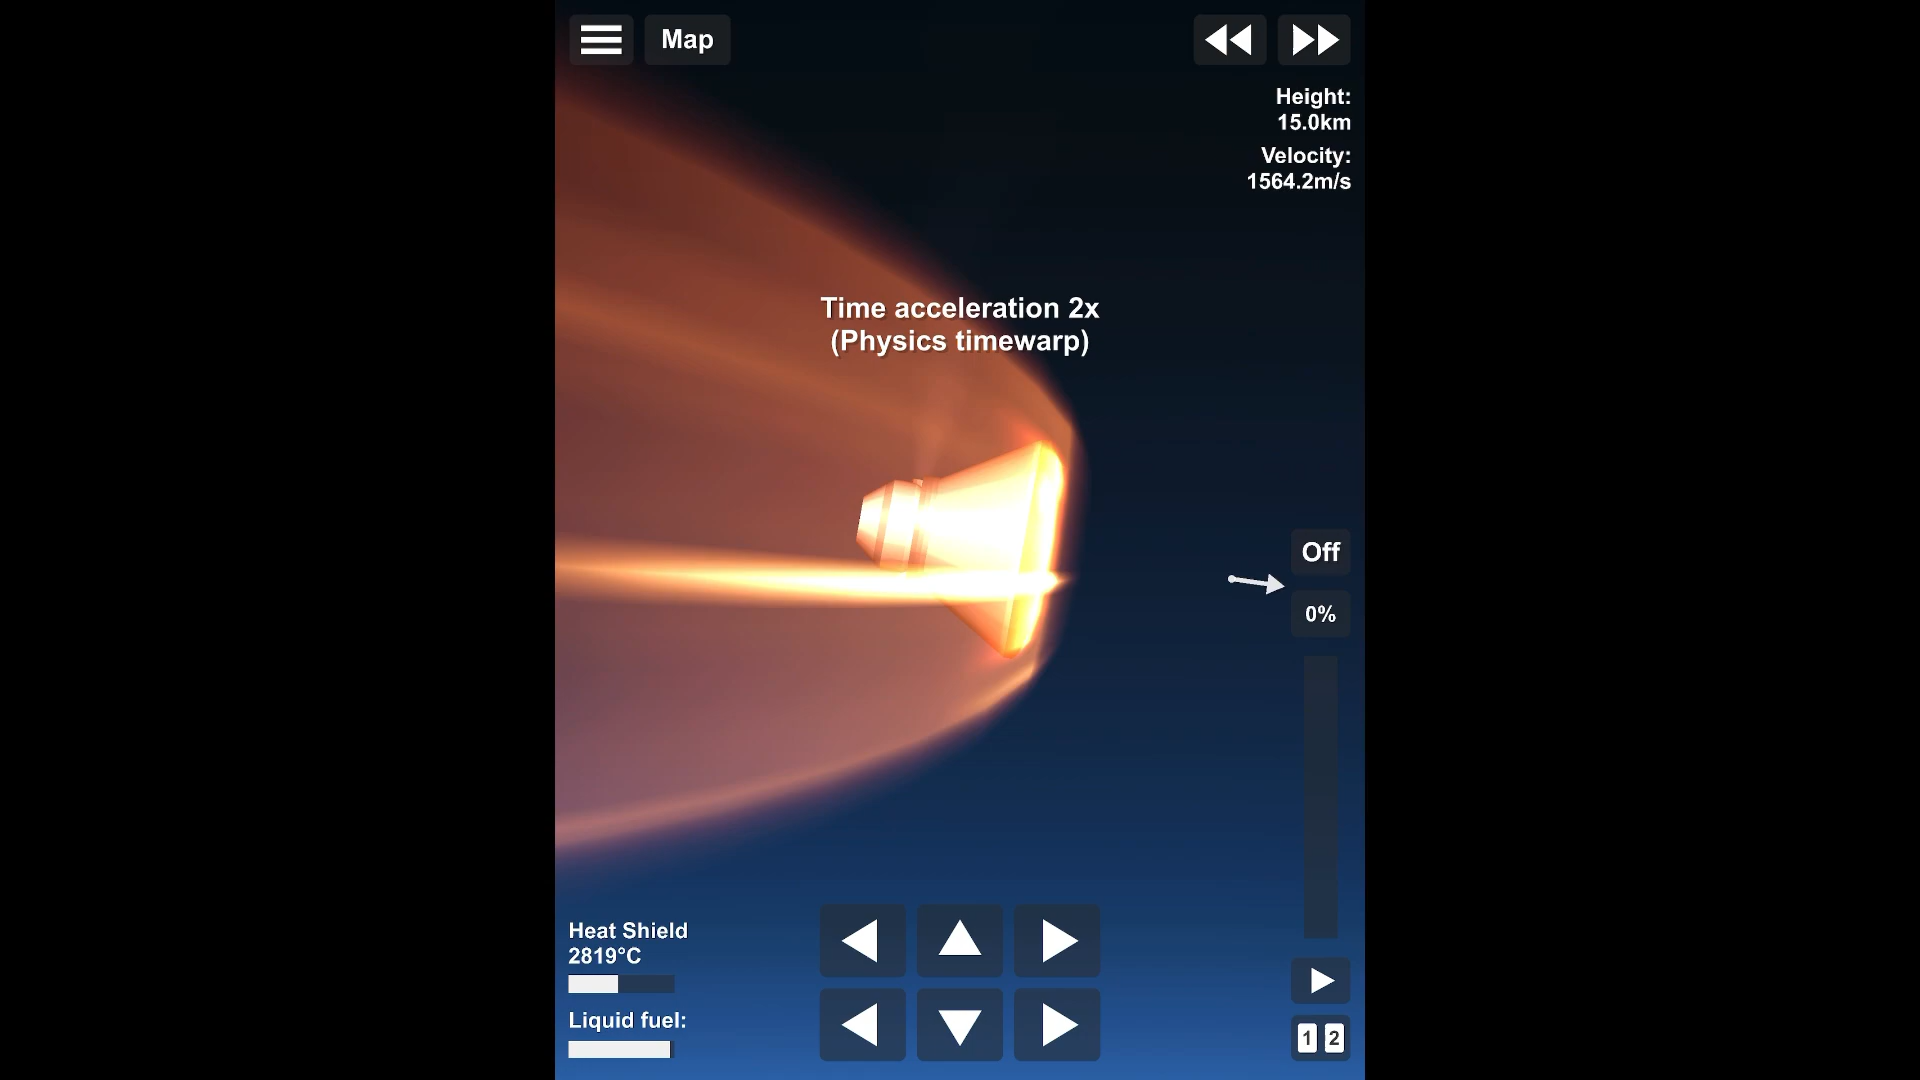 Map
Height:
15.0km
Velocity:
1564.2m/s
Time acceleration 2x
(Physics timewarp)
Off
0%
Heat Shield
2819°C
Liquid fuel:
1 2